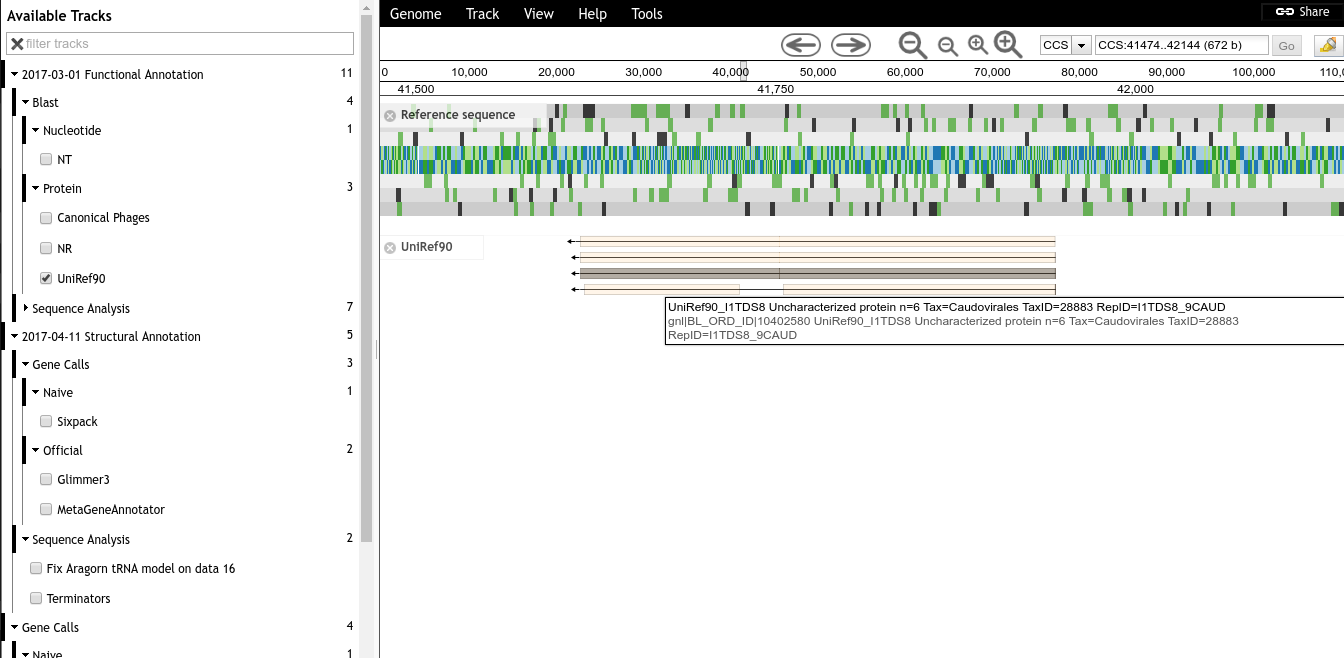 Available Tracks
filter tracks
2017-03-01 Functional Annotation 11
Blast 4
Nucleotide 1
NT
Protein 3
Canonical Phages
NR
UniRef90
Sequence Analysis 7
2017-04-11 Structural Annotation 5
Gene Calls 3
Naive 1
Sixpack
Official 2
Glimmer3
MetaGeneAnnotator
Sequence Analysis 2
Fix Aragorn tRNA model on data 16
Terminators
Gene Calls 4
Naive 1
Genome Track View Help Tools Share
CCS CCS:41474..42144 (672 b) Go
0 10,000 20,000 30,000 40,000 50,000 60,000 70,000 80,000 90,000 100,000 110,0
41,500 41,750 42,000
Reference sequence
UniRef90
UniRef90_I1TDS8 Uncharacterized protein n=6 Tax=Caudovirales TaxID=28883 RepID=I1TDS8_9CAUD
gnl|BL_ORD_ID|10402580 UniRef90_I1TDS8 Uncharacterized protein n=6 Tax=Caudovirales TaxID=28883
RepID=I1TDS8_9CAUD